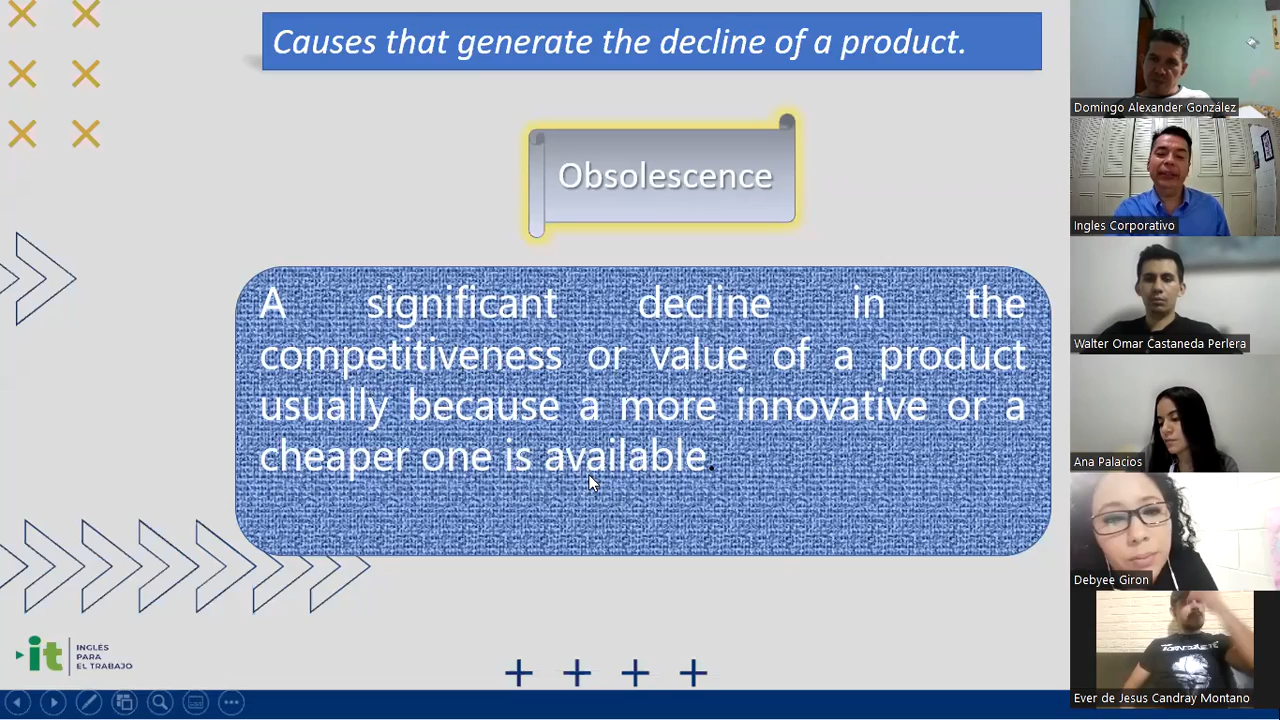 Causes that generate the decline of a product.
Obsolescence
A significant decline in the
competitiveness or value of a product
usually because a more innovative or a
cheaper one is available.
it
INGLÉS
PARA
EL TRABAJO
Domingo Alexander González
Ingles Corporativo
Walter Omar Castaneda Perlera
Ana Palacios
Debyee Giron
Ever de Jesus Candray Montano